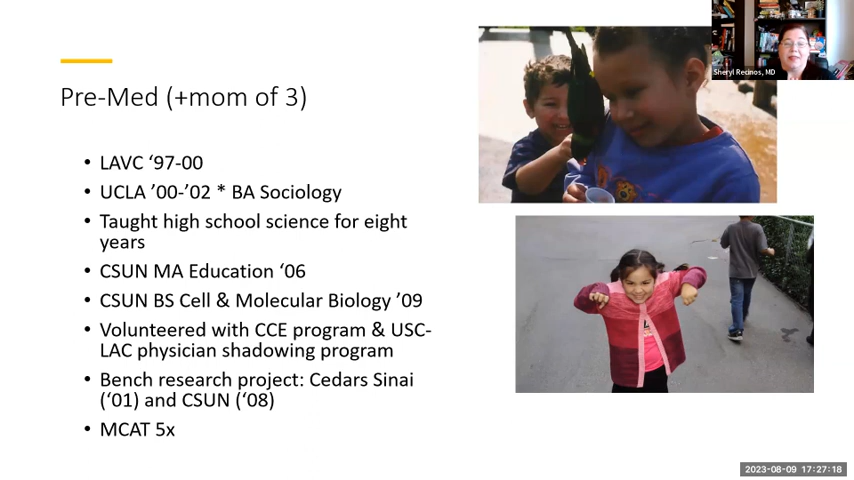 Sheryl Recinos, MD
Pre-Med (+mom of 3)
• LAVC ‘97-00
• UCLA ’00-’02 * BA Sociology
• Taught high school science for eight
years
• CSUN MA Education ‘06
• CSUN BS Cell & Molecular Biology ’09
• Volunteered with CCE program & USC-
LAC physician shadowing program
• Bench research project: Cedars Sinai
(‘01) and CSUN (‘08)
• MCAT 5x
2023-08-09 17:27:18